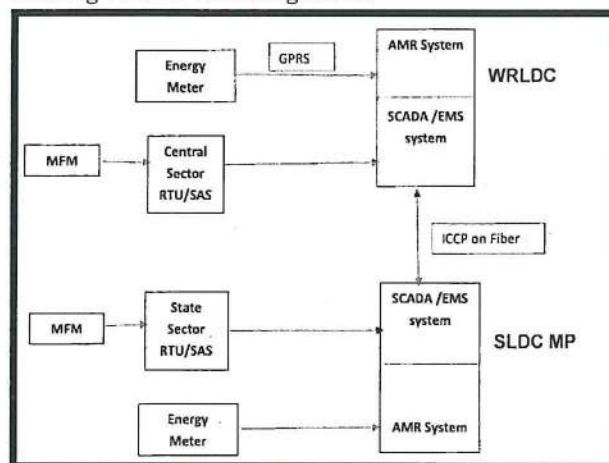 Energy
Meter
GPRS
AMR System
WRLDC
SCADA /EMS
system
MFM
Central
Sector
RTU/SAS
ICCP on Fiber
MFM
State
Sector
RTU/SAS
SCADA /EMS
system
SLDC MP
Energy
Meter
AMR System